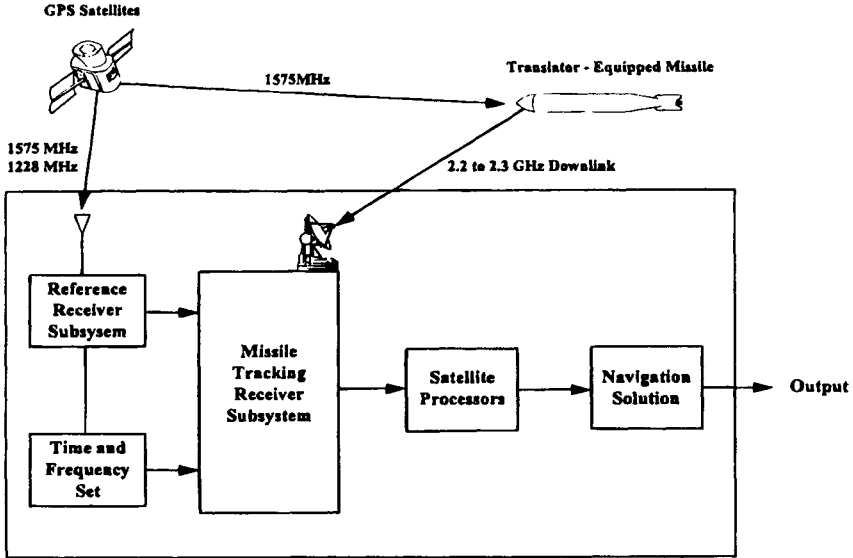 GPS Satellites
1575MHz
Translator - Equipped Missile
1575 MHz
1228 MHz
2.2 to 2.3 GHz Downlink
Reference
Receiver
Subsysem
Missile
Tracking
Receiver
Subsystem
Satellite
Processors
Navigation
Solution
Output
Time and
Frequency
Set